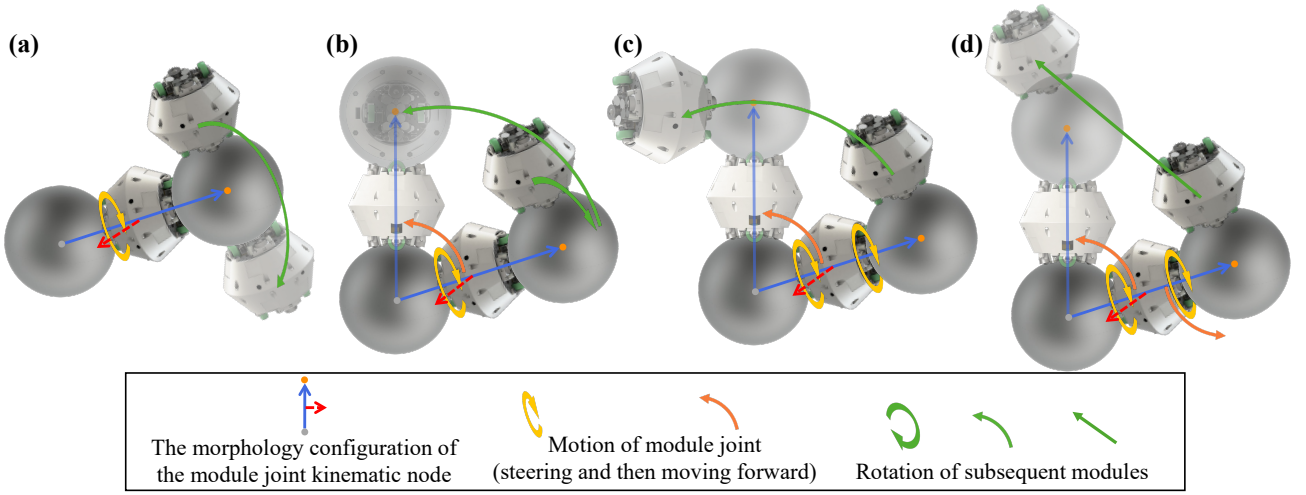 (a)
(b)
(c)
(d)
The morphology configuration of
the module joint kinematic node
Motion of module joint
(steering and then moving forward)
Rotation of subsequent modules